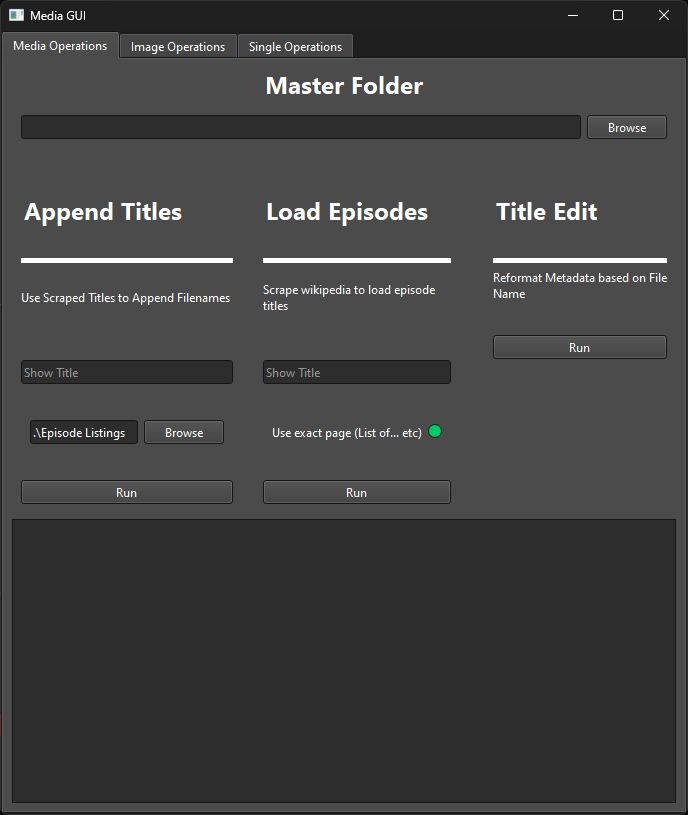 Media GUI
Media Operations
Image Operations
Single Operations
Master Folder
Browse
Append Titles
Use Scraped Titles to Append Filenames
Show Title
.\Episode Listings
Browse
Run
Load Episodes
Scrape wikipedia to load episode
titles
Show Title
Use exact page (List of... etc)
Run
Title Edit
Reformat Metadata based on File
Name
Run